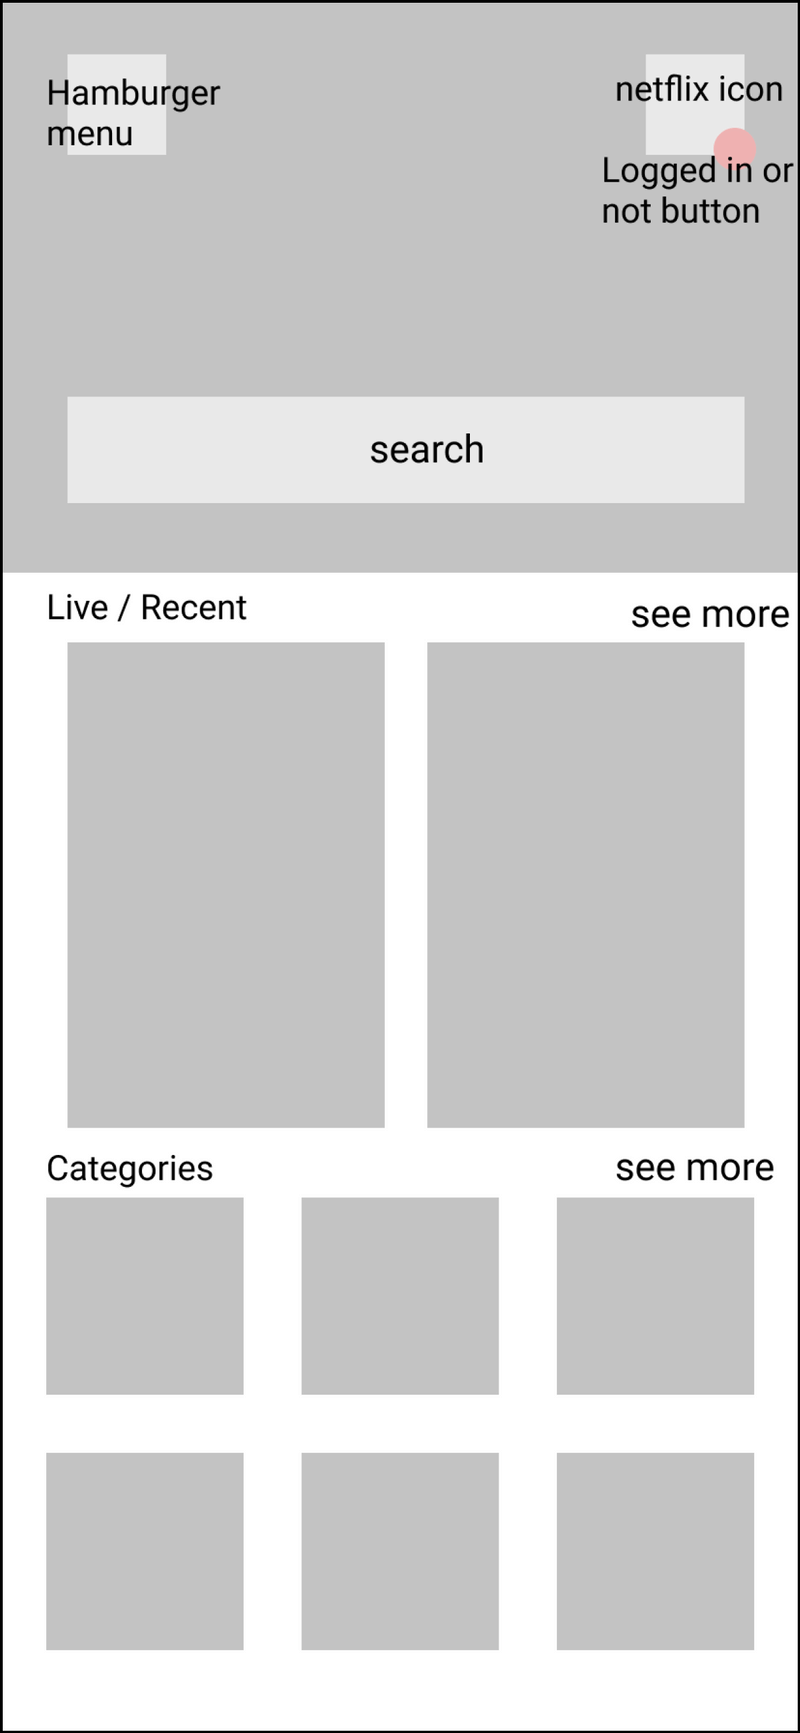 Hamburger
menu
netflix icon
Logged in or
not button
search
Live / Recent
see more
Categories
see more